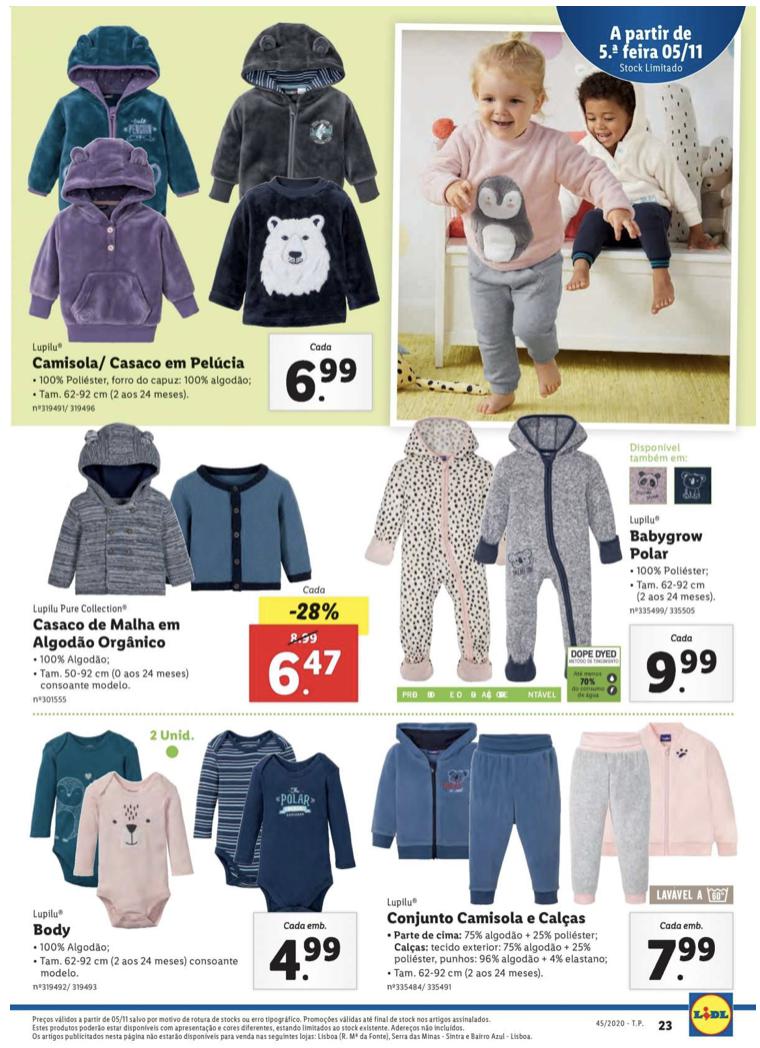 A partir de
5.ª feira 05/11
Stock Limitado
Lupilu®
Camisola/ Casaco em Pelúcia
• 100% Poliéster, forro do capuz: 100% algodão;
• Tam. 62-92 cm (2 aos 24 meses).
nº319491/ 319496
Cada
6.99
Lupilu Pure Collection®
Casaco de Malha em
Algodão Orgânico
• 100% Algodão;
• Tam. 50-92 cm (0 aos 24 meses)
consoante modelo.
nº301555
Cada
-28%
8.99
6.47
Disponível
também em:
Lupilu®
Babygrow
Polar
• 100% Poliéster;
• Tam. 62-92 cm
(2 aos 24 meses).
nº335499/ 335505
Cada
9.99
DOPE DYED
MÉTODO DE TINGIMENTO
Até menos
70%
do consumo
de água
NTÁVEL
2 Unid.
POLAR
Lupilu®
Body
• 100% Algodão;
• Tam. 62-92 cm (2 aos 24 meses) consoante
modelo.
nº319492/ 319493
Cada emb.
4.99
LAVÁVEL A 60°
Lupilu®
Conjunto Camisola e Calças
• Parte de cima: 75% algodão + 25% poliéster;
Calças: tecido exterior: 75% algodão + 25%
poliéster, punhos: 96% algodão + 4% elastano;
• Tam. 62-92 cm (2 aos 24 meses).
nº335484/ 335491
Cada emb.
7.99
Preços válidos a partir de 05/11 salvo por motivo de rotura de stocks ou erro tipográfico. Promoções válidas até final de stock nos artigos assinalados.
Estes produtos poderão estar disponíveis com apresentação e cores diferentes, estando limitados ao stock existente. Adereços não incluídos.
Os artigos publicitados nesta página não estarão disponíveis para venda nas seguintes lojas: Lisboa (R. Mª da Fonte), Serra das Minas - Sintra e Bairro Azul - Lisboa.
45/2020 - T.P.
23
LIDL